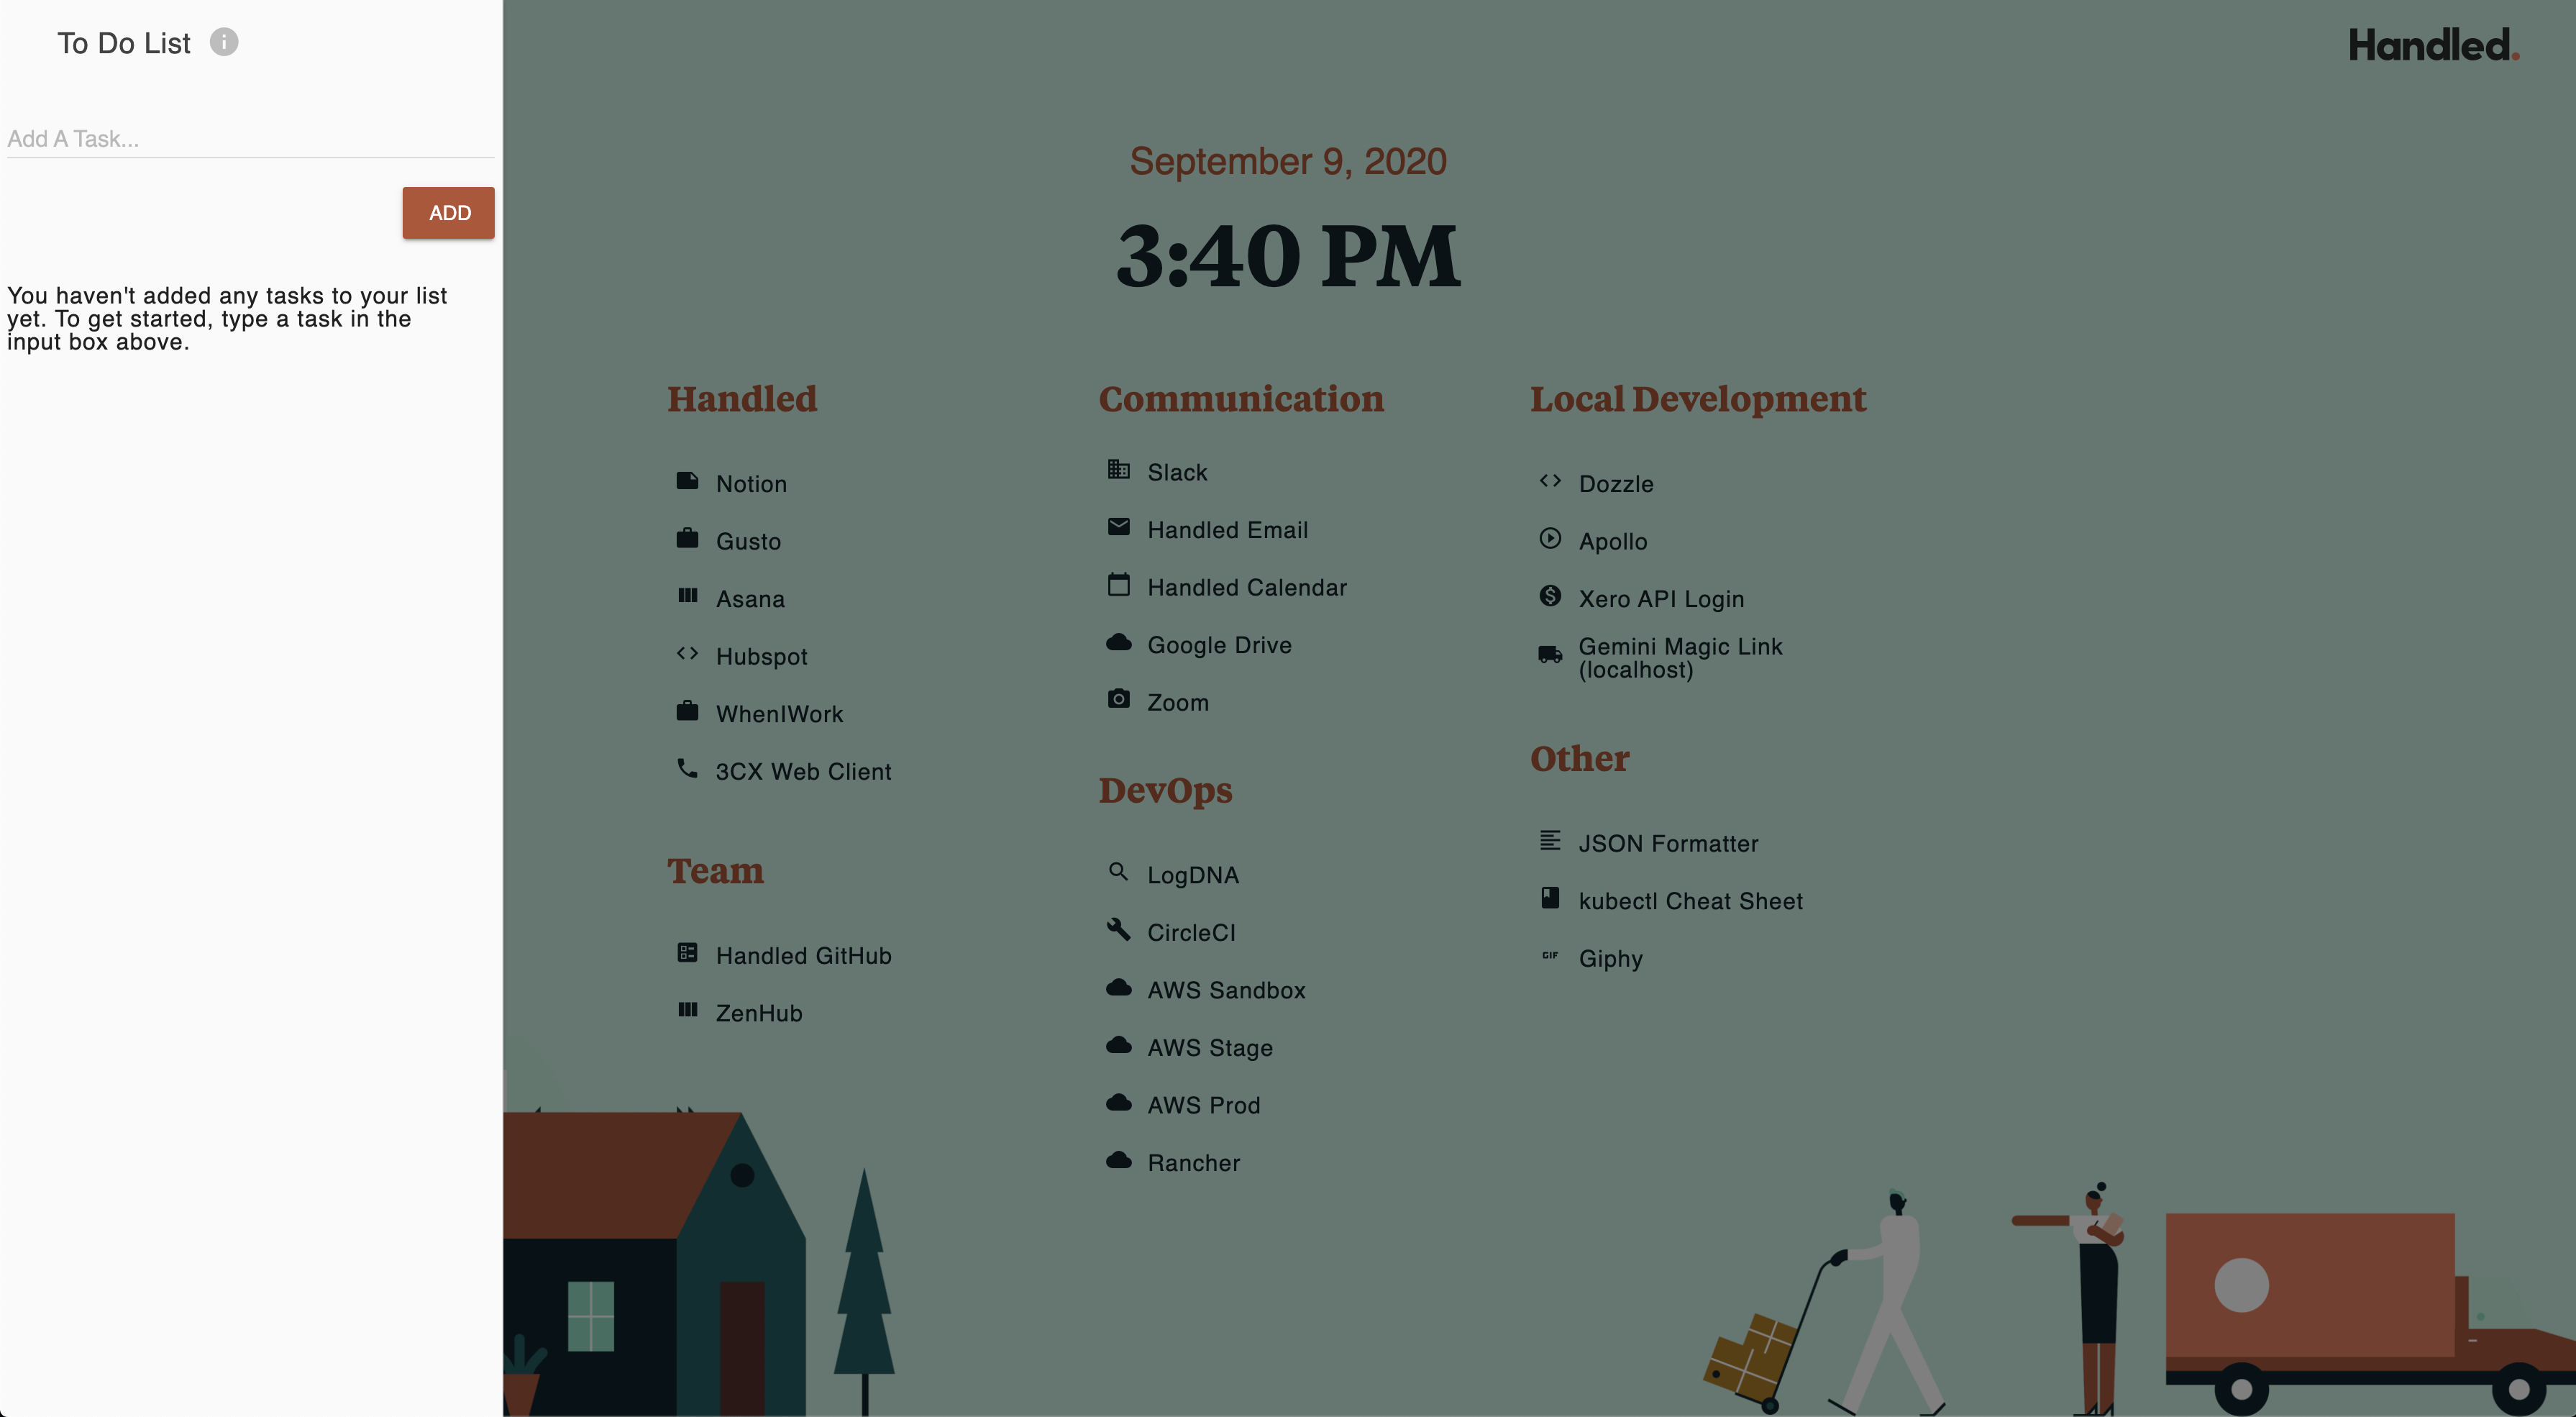 To Do List
Add A Task...
ADD
You haven't added any tasks to your list
yet. To get started, type a task in the
input box above.
Handled.
September 9, 2020
3:40 PM
Handled
Notion
Gusto
Asana
Hubspot
WhenIWork
3CX Web Client
Team
Handled GitHub
ZenHub
Communication
Slack
Handled Email
Handled Calendar
Google Drive
Zoom
DevOps
LogDNA
CircleCI
AWS Sandbox
AWS Stage
AWS Prod
Rancher
Local Development
Dozzle
Apollo
Xero API Login
Gemini Magic Link
(localhost)
Other
JSON Formatter
kubectl Cheat Sheet
GIF
Giphy